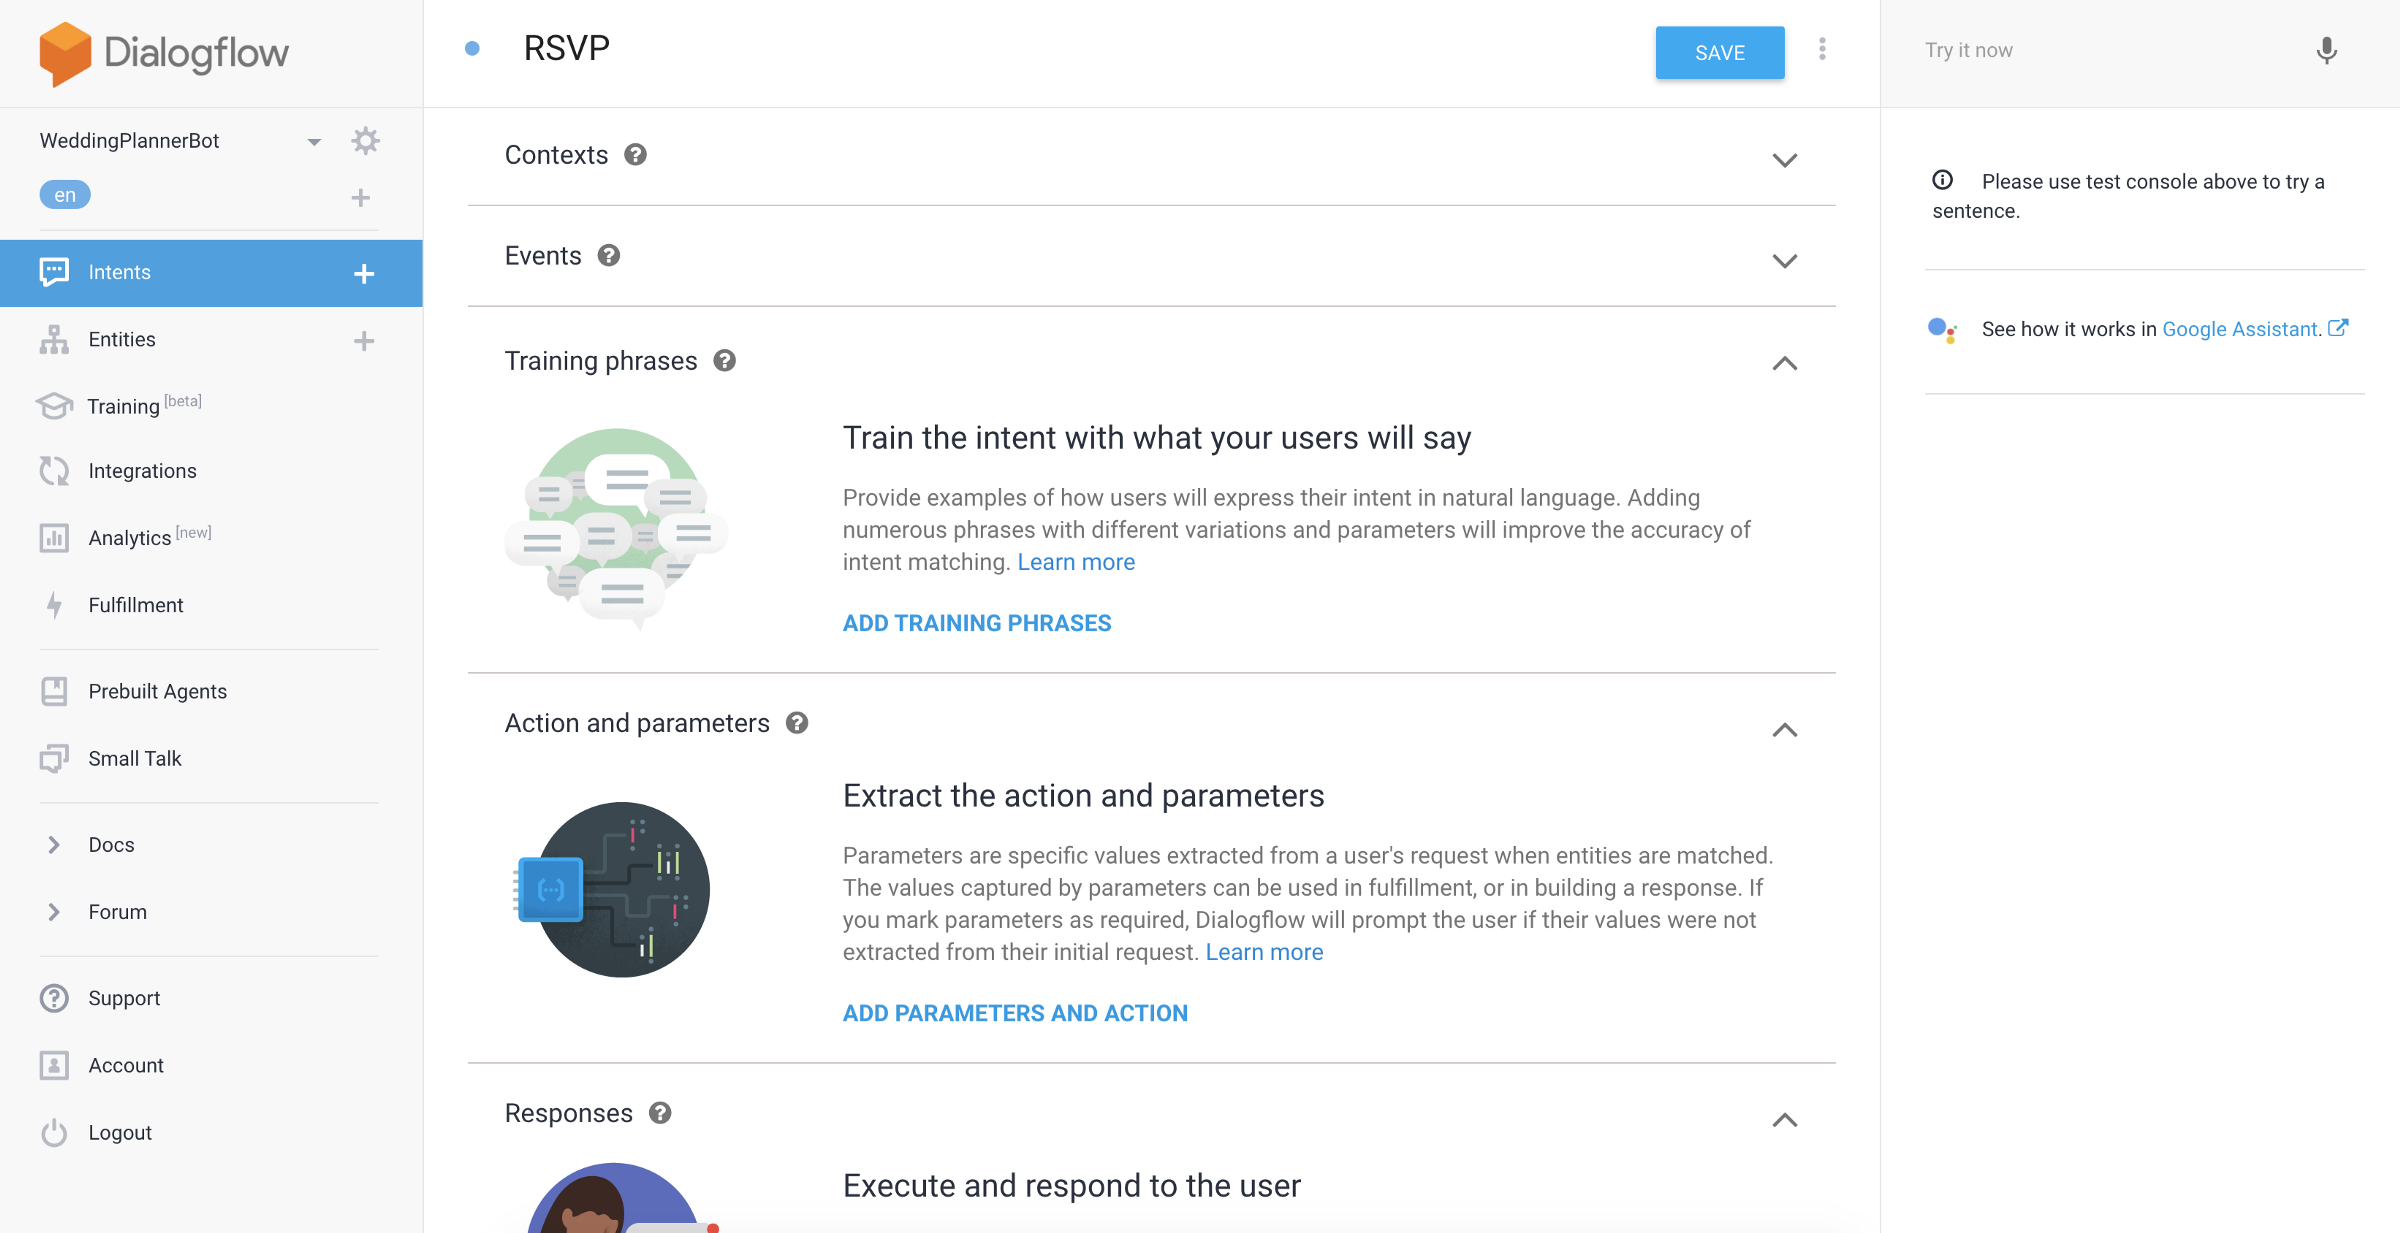 Dialogflow
WeddingPlannerBot
en
Intents
Entities
Training [beta]
Integrations
Analytics [new]
Fulfillment
Prebuilt Agents
Small Talk
Docs
Forum
Support
Account
Logout
RSVP
SAVE
Contexts
Events
Training phrases
Train the intent with what your users will say
Provide examples of how users will express their intent in natural language. Adding
numerous phrases with different variations and parameters will improve the accuracy of
intent matching. Learn more
ADD TRAINING PHRASES
Action and parameters
Extract the action and parameters
Parameters are specific values extracted from a user's request when entities are matched.
The values captured by parameters can be used in fulfillment, or in building a response. If
you mark parameters as required, Dialogflow will prompt the user if their values were not
extracted from their initial request. Learn more
ADD PARAMETERS AND ACTION
Responses
Execute and respond to the user
Try it now
Please use test console above to try a
sentence.
See how it works in Google Assistant.